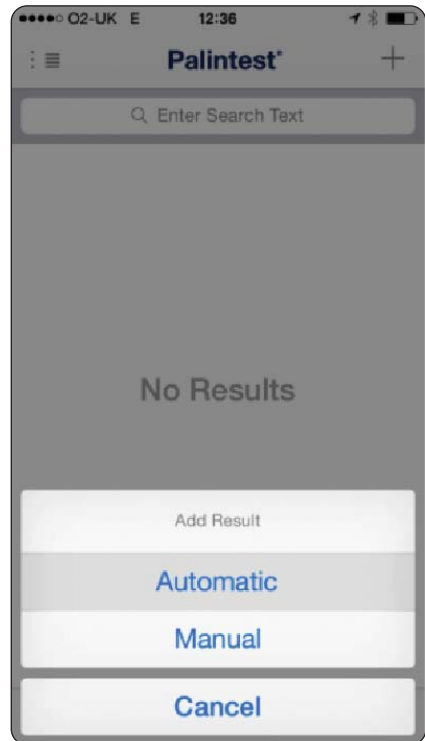 O2-UK E 12:36
Palintest
Enter Search Text
No Results
Add Result
Automatic
Manual
Cancel